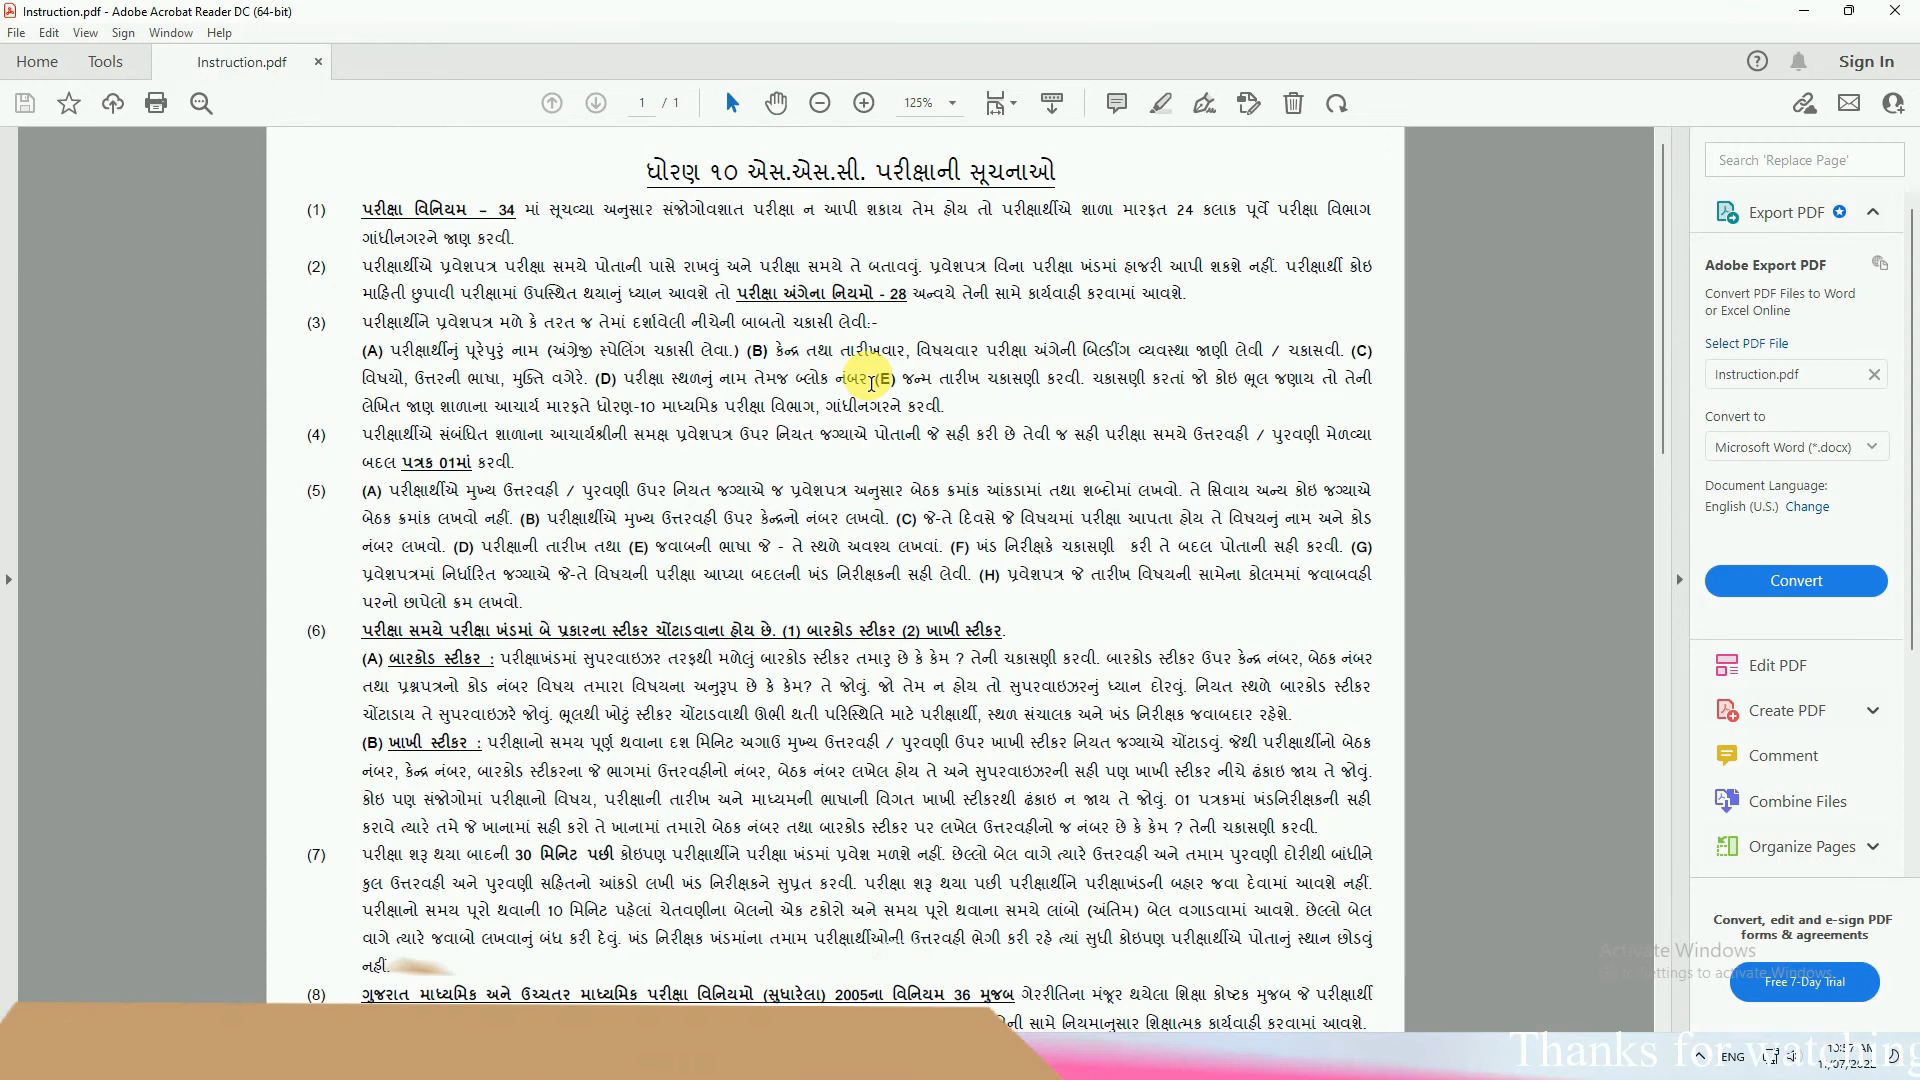 Instruction.pdf - Adobe Acrobat Reader DC (64-bit)
File Edit View Sign Window Help
Home Tools Instruction.pdf Sign In
1 / 1 125%
ધોરણ ૧૦ એસ.એસ.સી. પરીક્ષાની સૂચનાઓ
(1) પરીક્ષા વિનિયમ – 34 માં સૂચવ્યા અનુસાર સંજોગોવશાત પરીક્ષા ન આપી શકાય તેમ હોય તો પરીક્ષાર્થીએ શાળા મારફત 24 કલાક પૂર્વે પરીક્ષા વિભાગ
ગાંધીનગરને જાણ કરવી.
(2) પરીક્ષાર્થીએ પ્રવેશપત્ર પરીક્ષા સમયે પોતાની પાસે રાખવું અને પરીક્ષા સમયે તે બતાવવું. પ્રવેશપત્ર વિના પરીક્ષા ખંડમાં હાજરી આપી શકશે નહીં. પરીક્ષાર્થી કોઇ
માહિતી છુપાવી પરીક્ષામાં ઉપસ્થિત થયાનું ધ્યાન આવશે તો પરીક્ષા અંગેના નિયમો - 28 અન્વયે તેની સામે કાર્યવાહી કરવામાં આવશે.
(3) પરીક્ષાર્થીને પ્રવેશપત્ર મળે કે તરત જ તેમાં દર્શાવેલી નીચેની બાબતો ચકાસી લેવી:-
(A) પરીક્ષાર્થીનું પૂરેપુરું નામ (અંગ્રેજી સ્પેલિંગ ચકાસી લેવા.) (B) કેન્દ્ર તથા તારીખવાર, વિષયવાર પરીક્ષા અંગેની બિલ્ડીંગ વ્યવસ્થા જાણી લેવી / ચકાસવી. (C)
વિષયો, ઉત્તરની ભાષા, મુક્તિ વગેરે. (D) પરીક્ષા સ્થળનું નામ તેમજ બ્લોક નંબર (E) જન્મ તારીખ ચકાસણી કરવી. ચકાસણી કરતાં જો કોઇ ભૂલ જણાય તો તેની
લેખિત જાણ શાળાના આચાર્ય મારફતે ધોરણ-10 માધ્યમિક પરીક્ષા વિભાગ, ગાંધીનગરને કરવી.
(4) પરીક્ષાર્થીએ સંબંધિત શાળાના આચાર્યશ્રીની સમક્ષ પ્રવેશપત્ર ઉપર નિયત જગ્યાએ પોતાની જે સહી કરી છે તેવી જ સહી પરીક્ષા સમયે ઉત્તરવહી / પુરવણી મેળવ્યા
બદલ પત્રક 01માં કરવી.
(5) (A) પરીક્ષાર્થીએ મુખ્ય ઉત્તરવહી / પુરવણી ઉપર નિયત જગ્યાએ જ પ્રવેશપત્ર અનુસાર બેઠક ક્રમાંક આંકડામાં તથા શબ્દોમાં લખવો. તે સિવાય અન્ય કોઇ જગ્યાએ
બેઠક ક્રમાંક લખવો નહીં. (B) પરીક્ષાર્થીએ મુખ્ય ઉત્તરવહી ઉપર કેન્દ્રનો નંબર લખવો. (C) જે-તે દિવસે જે વિષયમાં પરીક્ષા આપતા હોય તે વિષયનું નામ અને કોડ
નંબર લખવો. (D) પરીક્ષાની તારીખ તથા (E) જવાબની ભાષા જે - તે સ્થળે અવશ્ય લખવાં. (F) ખંડ નિરીક્ષકે ચકાસણી કરી તે બદલ પોતાની સહી કરવી. (G)
પ્રવેશપત્રમાં નિર્ધારિત જગ્યાએ જે-તે વિષયની પરીક્ષા આપ્યા બદલની ખંડ નિરીક્ષકની સહી લેવી. (H) પ્રવેશપત્ર જે તારીખ વિષયની સામેના કોલમમાં જવાબવહી
પરનો છાપેલો ક્રમ લખવો.
(6) પરીક્ષા સમયે પરીક્ષા ખંડમાં બે પ્રકારના સ્ટીકર ચોંટાડવાના હોય છે. (1) બારકોડ સ્ટીકર (2) ખાખી સ્ટીકર.
(A) બારકોડ સ્ટીકર : પરીક્ષાખંડમાં સુપરવાઇઝર તરફથી મળેલું બારકોડ સ્ટીકર તમારુ છે કે કેમ ? તેની ચકાસણી કરવી. બારકોડ સ્ટીકર ઉપર કેન્દ્ર નંબર, બેઠક નંબર
તથા પ્રશ્નપત્રનો કોડ નંબર વિષય તમારા વિષયના અનુરૂપ છે કે કેમ? તે જોવું. જો તેમ ન હોય તો સુપરવાઇઝરનું ધ્યાન દોરવું. નિયત સ્થળે બારકોડ સ્ટીકર
ચોંટાડાય તે સુપરવાઇઝરે જોવું. ભૂલથી ખોટું સ્ટીકર ચોંટાડવાથી ઊભી થતી પરિસ્થિતિ માટે પરીક્ષાર્થી, સ્થળ સંચાલક અને ખંડ નિરીક્ષક જવાબદાર રહેશે.
(B) ખાખી સ્ટીકર : પરીક્ષાનો સમય પૂર્ણ થવાના દશ મિનિટ અગાઉ મુખ્ય ઉત્તરવહી / પુરવણી ઉપર ખાખી સ્ટીકર નિયત જગ્યાએ ચોંટાડવું. જેથી પરીક્ષાર્થીનો બેઠક
નંબર, કેન્દ્ર નંબર, બારકોડ સ્ટીકરના જે ભાગમાં ઉત્તરવહીનો નંબર, બેઠક નંબર લખેલ હોય તે અને સુપરવાઇઝરની સહી પણ ખાખી સ્ટીકર નીચે ઢંકાઇ જાય તે જોવું.
કોઇ પણ સંજોગોમાં પરીક્ષાનો વિષય, પરીક્ષાની તારીખ અને માધ્યમની ભાષાની વિગત ખાખી સ્ટીકરથી ઢંકાઇ ન જાય તે જોવું. 01 પત્રકમાં ખંડનિરીક્ષકની સહી
કરાવે ત્યારે તમે જે ખાનામાં સહી કરો તે ખાનામાં તમારો બેઠક નંબર તથા બારકોડ સ્ટીકર પર લખેલ ઉત્તરવહીનો જ નંબર છે કે કેમ ? તેની ચકાસણી કરવી.
(7) પરીક્ષા શરૂ થયા બાદની 30 મિનિટ પછી કોઇપણ પરીક્ષાર્થીને પરીક્ષા ખંડમાં પ્રવેશ મળશે નહીં. છેલ્લો બેલ વાગે ત્યારે ઉત્તરવહી અને તમામ પુરવણી દોરીથી બાંધીને
કુલ ઉત્તરવહી અને પુરવણી સહિતનો આંકડો લખી ખંડ નિરીક્ષકને સુપ્રત કરવી. પરીક્ષા શરૂ થયા પછી પરીક્ષાર્થીને પરીક્ષાખંડની બહાર જવા દેવામાં આવશે નહીં.
પરીક્ષાનો સમય પૂરો થવાની 10 મિનિટ પહેલાં ચેતવણીના બેલનો એક ટકોરો અને સમય પૂરો થવાના સમયે લાંબો (અંતિમ) બેલ વગાડવામાં આવશે. છેલ્લો બેલ
વાગે ત્યારે જવાબો લખવાનું બંધ કરી દેવું. ખંડ નિરીક્ષક ખંડમાંના તમામ પરીક્ષાર્થીઓની ઉત્તરવહી ભેગી કરી રહે ત્યાં સુધી કોઇપણ પરીક્ષાર્થીએ પોતાનું સ્થાન છોડવું
નહીં.
(8) ગુજરાત માધ્યમિક અને ઉચ્ચતર માધ્યમિક પરીક્ષા વિનિયમો (સુધારેલા) 2005ના વિનિયમ 36 મુજબ ગેરરીતિના મંજૂર થયેલા શિક્ષા કોષ્ટક મુજબ જે પરીક્ષાર્થી
સામે નિયમાનુસાર શિક્ષાત્મક કાર્યવાહી કરવામાં આવશે.
Search 'Replace Page'
Export PDF
Adobe Export PDF
Convert PDF Files to Word
or Excel Online
Select PDF File
Instruction.pdf
Convert to
Microsoft Word (*.docx)
Document Language:
English (U.S.) Change
Convert
Edit PDF
Create PDF
Comment
Combine Files
Organize Pages
Convert, edit and e-sign PDF
forms & agreements
Activate Windows
Go to Settings to activate Windows.
Free 7-Day Trial
Thanks for watching
ENG